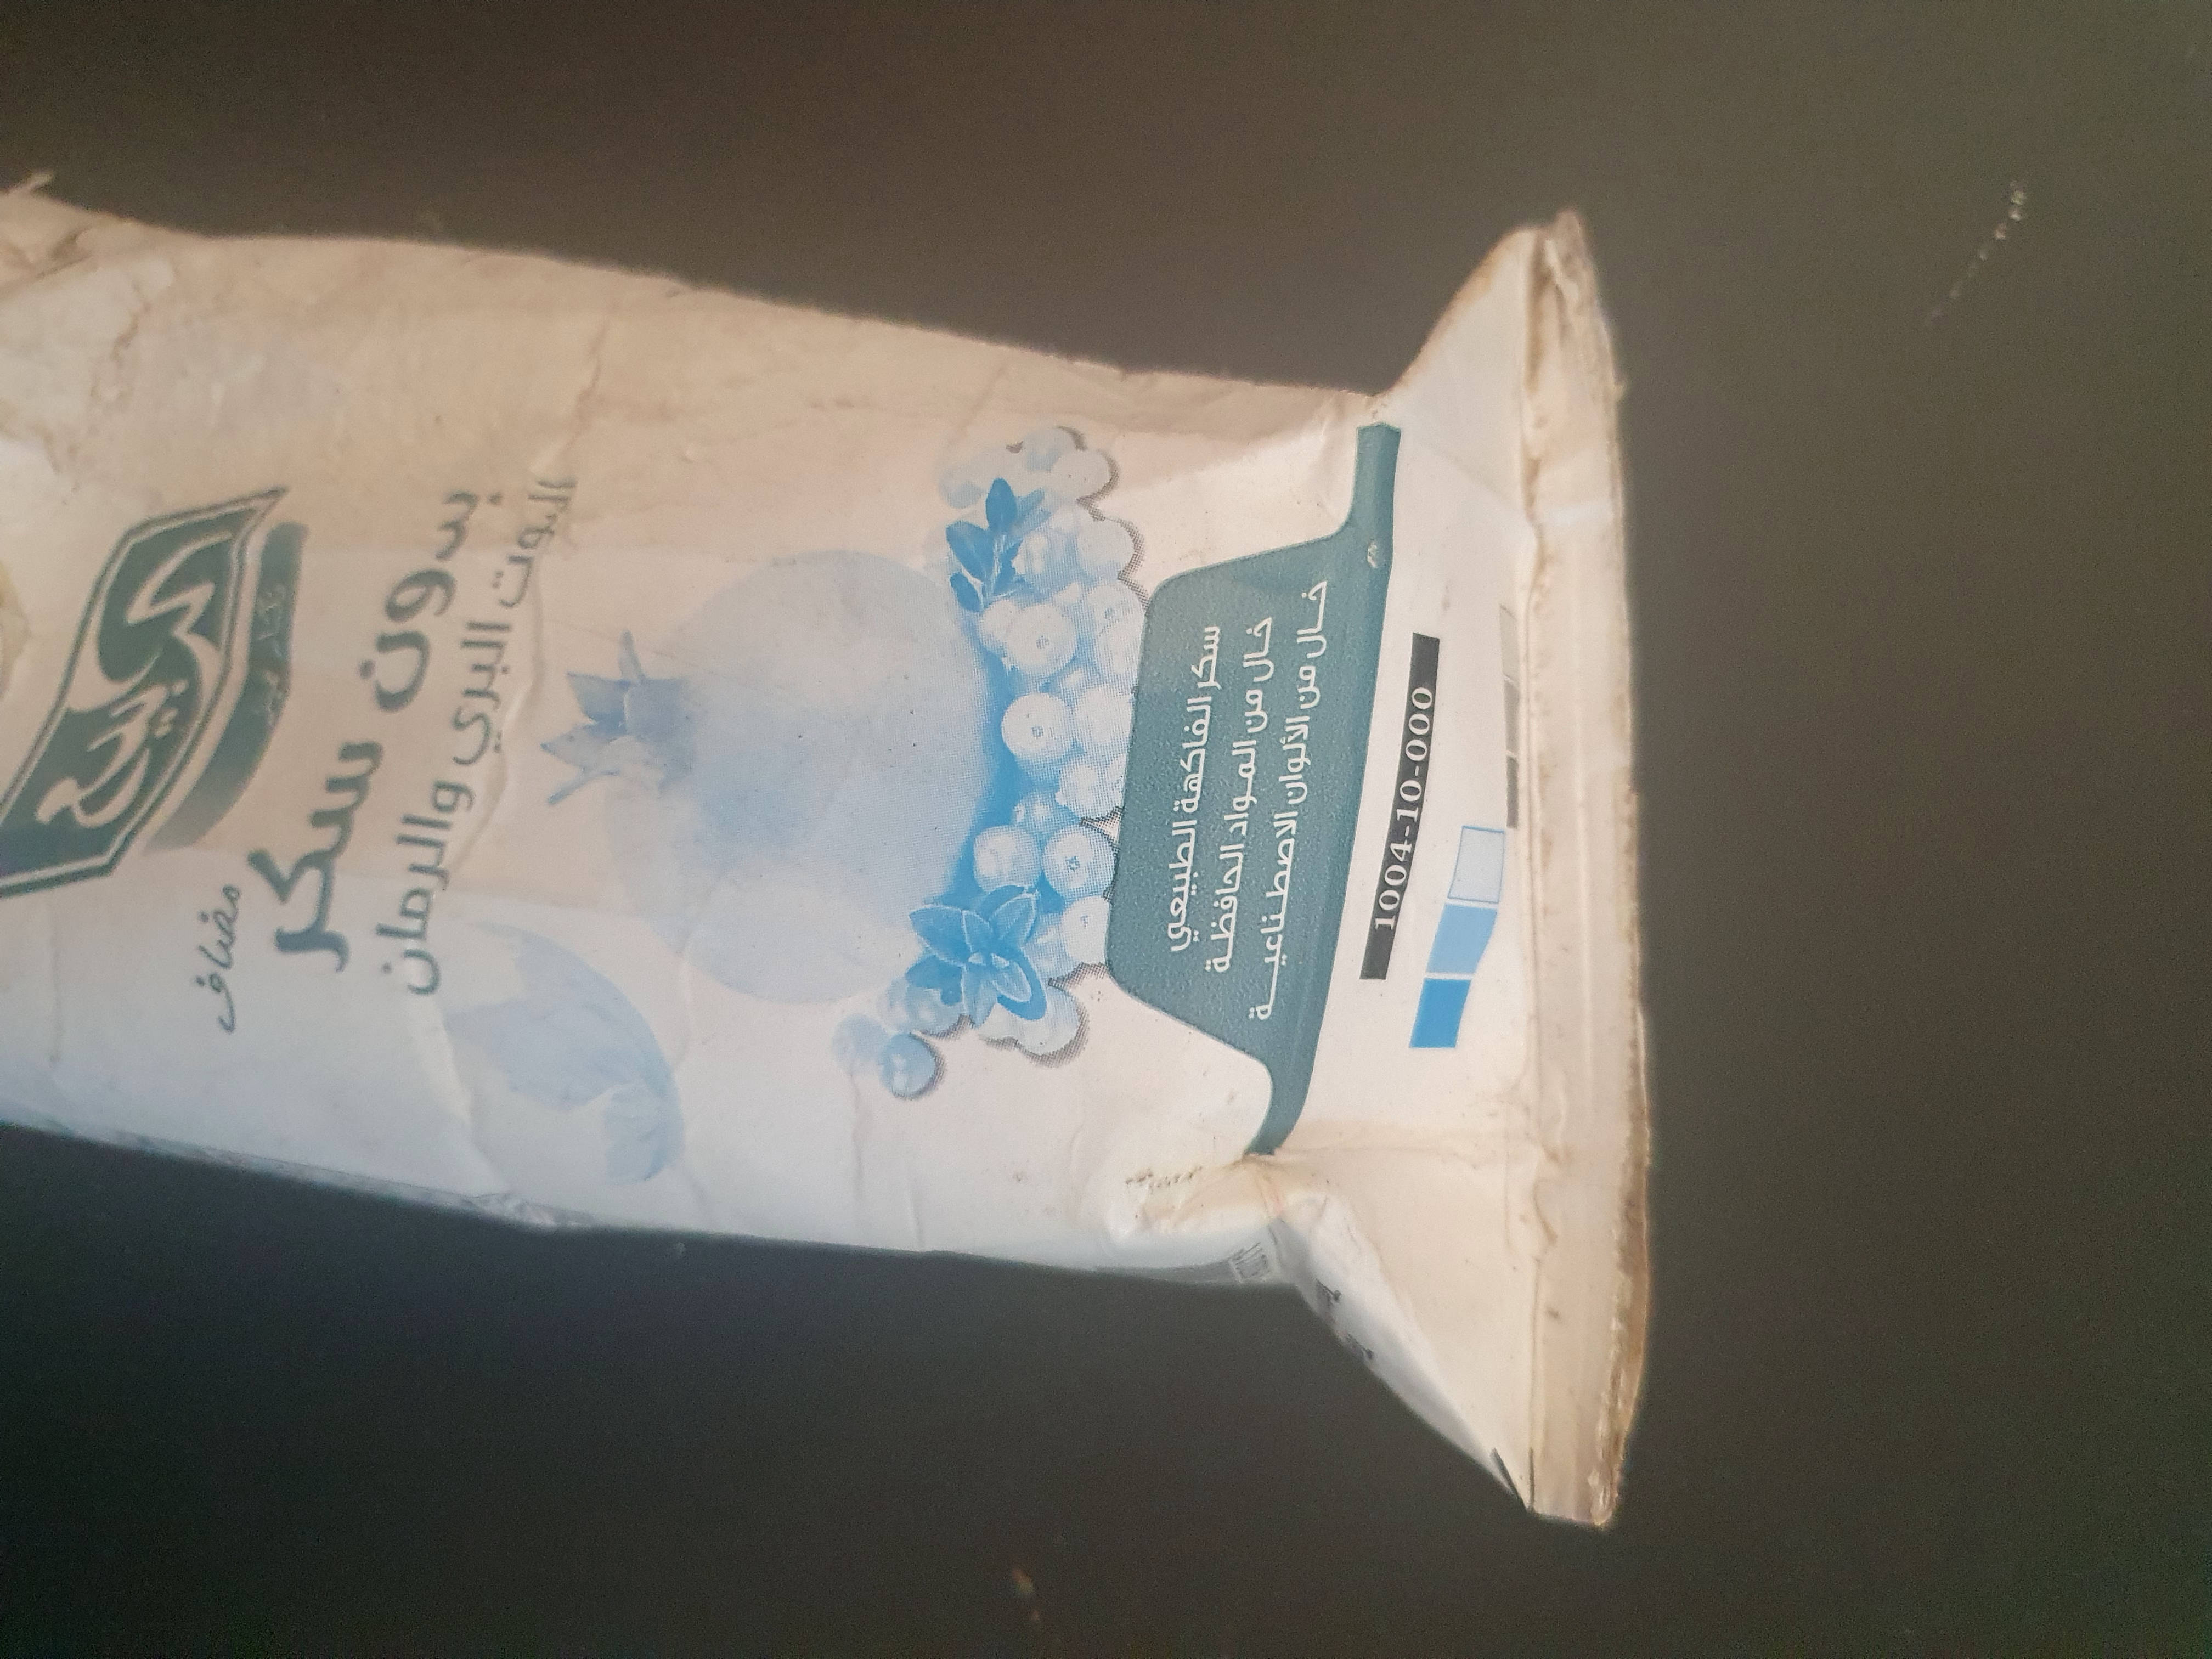 الربيع
بدون سكر
مضاف
التوت البري والرمان
سكر الفاكهة الطبيعي
خال من المواد الحافظة
خال من الألوان الاصطناعية
1004-10-000